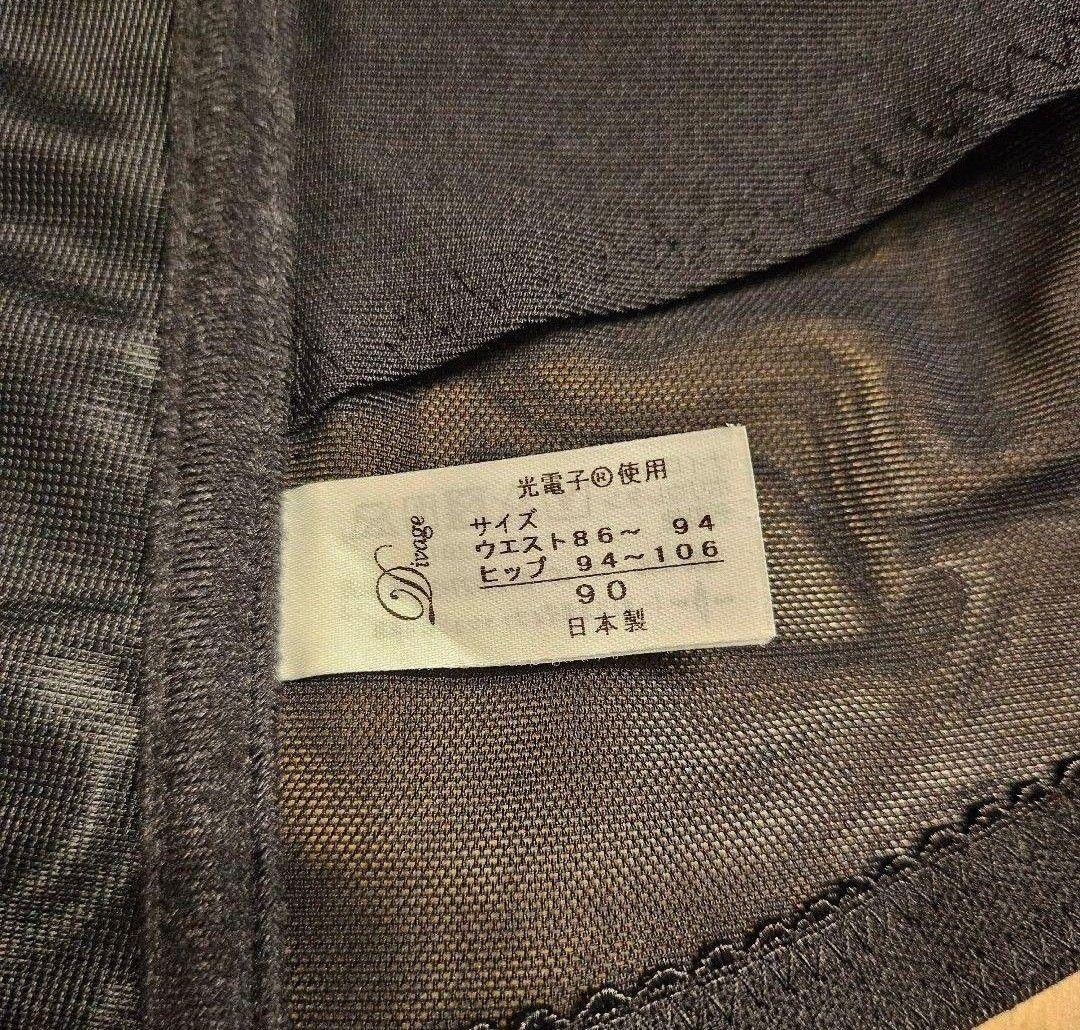 光電子®使用
サイズ
ウエスト86～ 94
ヒップ 94～106
90
日本製
Divage